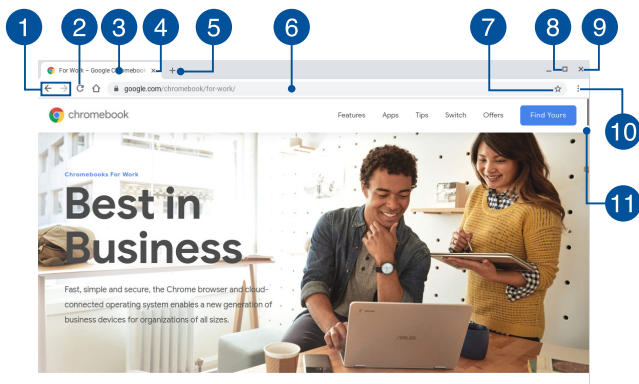 1 2 3 4 5 6 7 8 9
For Work – Google Chromeboo
google.com/chromebook/for-work/
10
chromebook Features Apps Tips Switch Offers Find Yours
11
Chromebooks For Work
Best in
Business
Fast, simple and secure, the Chrome browser and cloud-
connected operating system enables a new generation of
business devices for organizations of all sizes.
ASUS